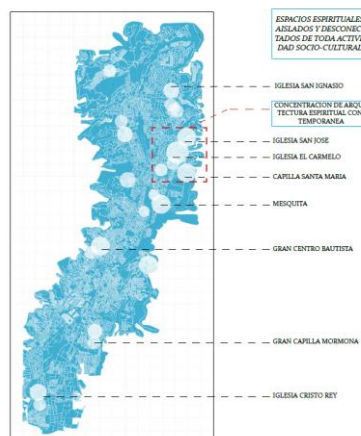 ESPACIOS ESPIRITUALES
AISLADOS Y DESCONEC
TADOS DE TODA ACTIVI
DAD SOCIO-CULTURAL
IGLESIA SAN IGNASIO
CONCENTRACION DE ARQU
TECTURA ESPIRITUAL CON
TEMPORANEA
IGLESIA SAN JOSE
IGLESIA EL CARMELO
CAPILLA SANTA MARIA
MESQUITA
GRAN CENTRO BAUTISTA
GRAN CAPILLA MORMONA
IGLESIA CRISTO REY